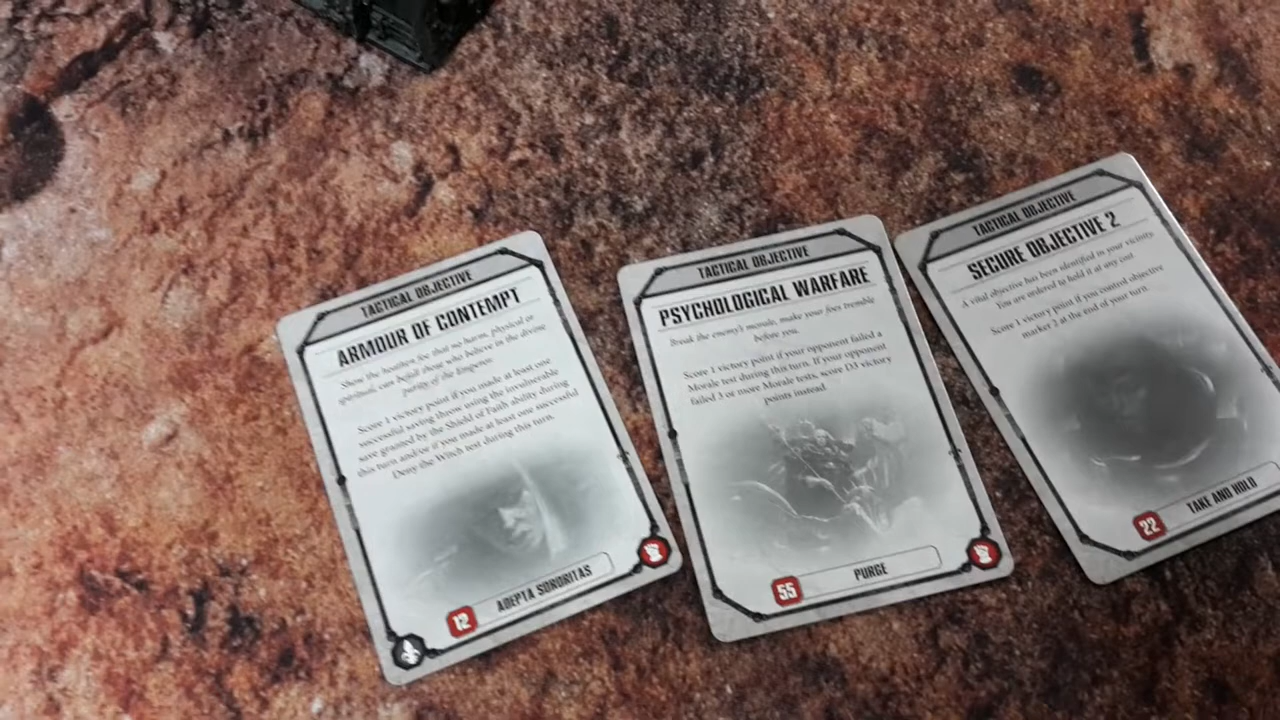 TACTICAL OBJECTIVE
ARMOUR OF CONTEMPT
Show the heathen foe that no harm, physical or
spiritual, can befall those who believe in the divine
purity of the Emperor.
Score 1 victory point if you made at least one
successful saving throw using the invulnerable
save granted by the Shield of Faith ability during
this turn and/or if you made at least one successful
Deny the Witch test during this turn.
12
ADEPTA SORORITAS
TACTICAL OBJECTIVE
PSYCHOLOGICAL WARFARE
Break the enemy's morale, make your foes tremble
before you.
Score 1 victory point if your opponent failed a
Morale test during this turn. If your opponent
failed 3 or more Morale tests, score D3 victory
points instead.
55
PURGE
TACTICAL OBJECTIVE
SECURE OBJECTIVE 2
A vital objective has been identified in your vicinity.
You are ordered to hold it at any cost.
Score 1 victory point if you control objective
marker 2 at the end of your turn.
22
TAKE AND HOLD